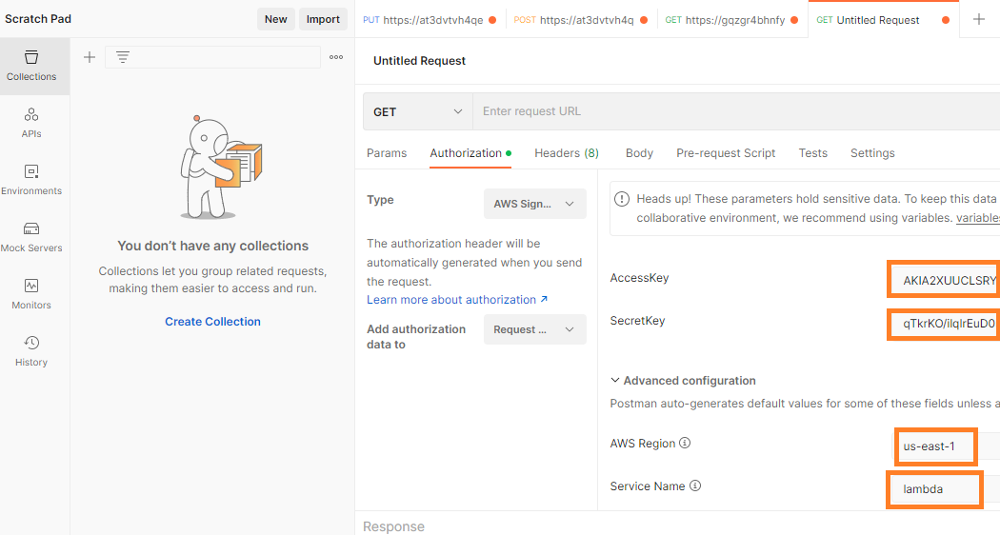 Scratch Pad
New
Import
PUT https://at3dvtvh4qe
POST https://at3dvtvh4q
GET https://gqzgr4bhnfy
GET Untitled Request
Collections
APIs
Environments
Mock Servers
Monitors
History
You don't have any collections
Collections let you group related requests,
making them easier to access and run.
Create Collection
Untitled Request
GET
Enter request URL
Params
Authorization
Headers (8)
Body
Pre-request Script
Tests
Settings
Type
AWS Sign...
The authorization header will be
automatically generated when you send
the request.
Learn more about authorization ↗
Add authorization
data to
Request ...
Heads up! These parameters hold sensitive data. To keep this data
collaborative environment, we recommend using variables. variables
AccessKey
AKIA2XUUCLSRY
SecretKey
qTkrKO/iIqIrEuD0
Advanced configuration
Postman auto-generates default values for some of these fields unless a
AWS Region
us-east-1
Service Name
lambda
Response